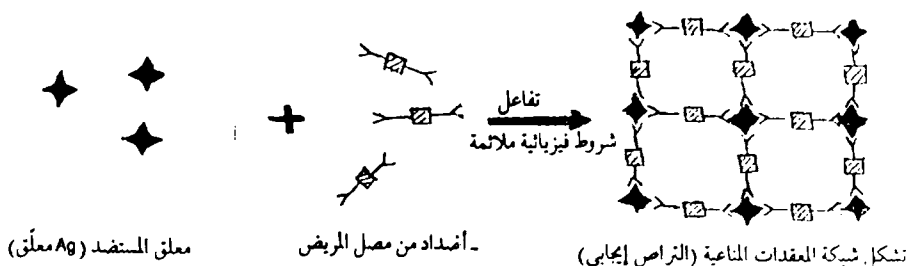 تفاعل
شروط فيزيائية ملائمة
معلق المستضد (Ag معلّق)
ـ أضداد من مصل المريض
تشكل شبكة المعقدات المناعية (التراص إيجابي)